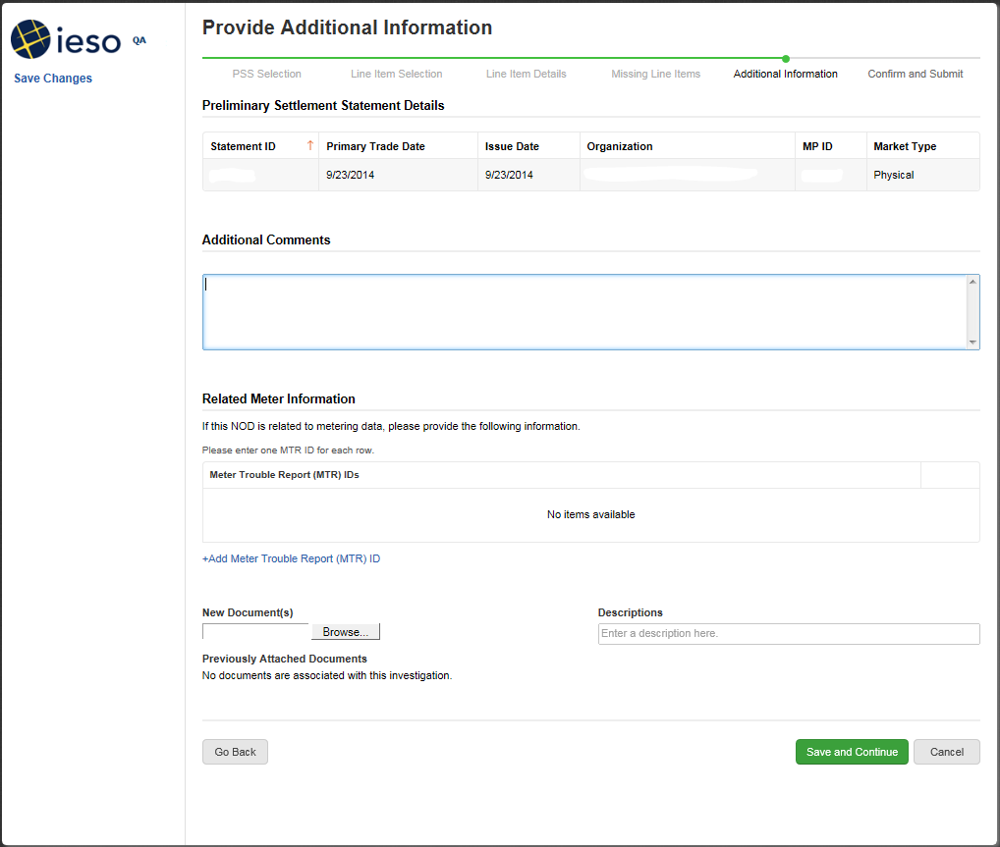 ieso QA
Save Changes
Provide Additional Information
PSS Selection Line Item Selection Line Item Details Missing Line Items Additional Information Confirm and Submit
Preliminary Settlement Statement Details
Statement ID ↑ Primary Trade Date Issue Date Organization MP ID Market Type
9/23/2014 9/23/2014 Physical
Additional Comments
Related Meter Information
If this NOD is related to metering data, please provide the following information.
Please enter one MTR ID for each row.
Meter Trouble Report (MTR) IDs
No items available
+Add Meter Trouble Report (MTR) ID
New Document(s) Descriptions
Browse... Enter a description here.
Previously Attached Documents
No documents are associated with this investigation.
Go Back Save and Continue Cancel